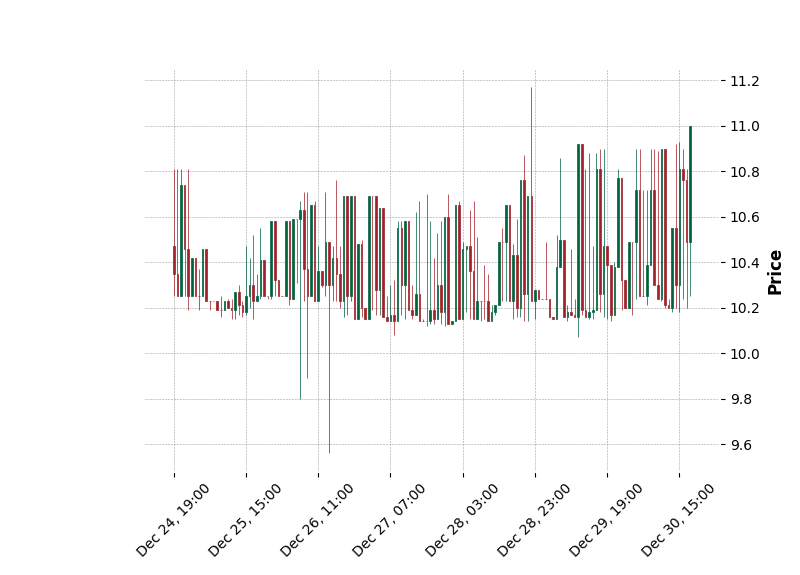 11.2
11.0
10.8
10.6
10.4
10.2
10.0
9.8
9.6
Price
Dec 24, 19:00
Dec 25, 15:00
Dec 26, 11:00
Dec 27, 07:00
Dec 28, 03:00
Dec 28, 23:00
Dec 29, 19:00
Dec 30, 15:00